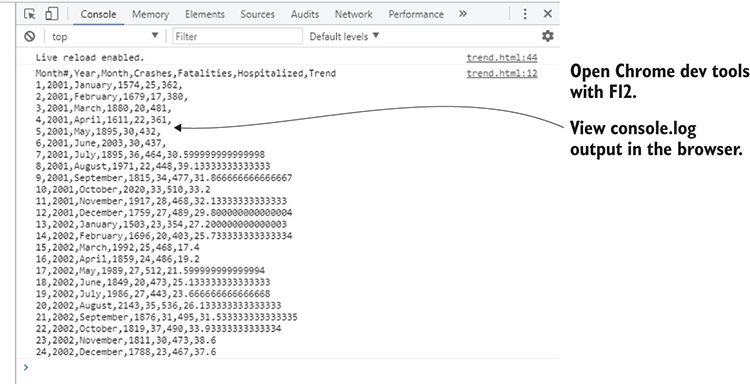 Console Memory Elements Sources Audits Network Performance »
top Filter Default levels
Live reload enabled. trend.html:44
Month#,Year,Month,Crashes,Fatalities,Hospitalized,Trend trend.html:12
1,2001,January,1574,25,362,
2,2001,February,1679,17,380,
3,2001,March,1880,20,481,
4,2001,April,1611,22,361,
5,2001,May,1895,30,432,
6,2001,June,2003,30,437,
7,2001,July,1895,36,464,30.599999999999998
8,2001,August,1971,22,448,39.13333333333333
9,2001,September,1815,34,477,31.866666666666667
10,2001,October,2020,33,510,33.2
11,2001,November,1917,28,468,32.13333333333333
12,2001,December,1759,27,489,29.800000000000004
13,2002,January,1503,23,354,27.200000000000003
14,2002,February,1696,20,403,25.733333333333334
15,2002,March,1992,25,468,17.4
16,2002,April,1859,24,486,19.2
17,2002,May,1989,27,512,21.599999999999994
18,2002,June,1849,20,473,25.133333333333333
19,2002,July,1986,27,443,23.666666666666668
20,2002,August,2143,35,536,26.133333333333333
21,2002,September,1876,31,495,31.533333333333335
22,2002,October,1819,37,490,33.93333333333334
23,2002,November,1811,30,473,38.6
24,2002,December,1788,23,467,37.6
>
Open Chrome dev tools
with F12.
View console.log
output in the browser.